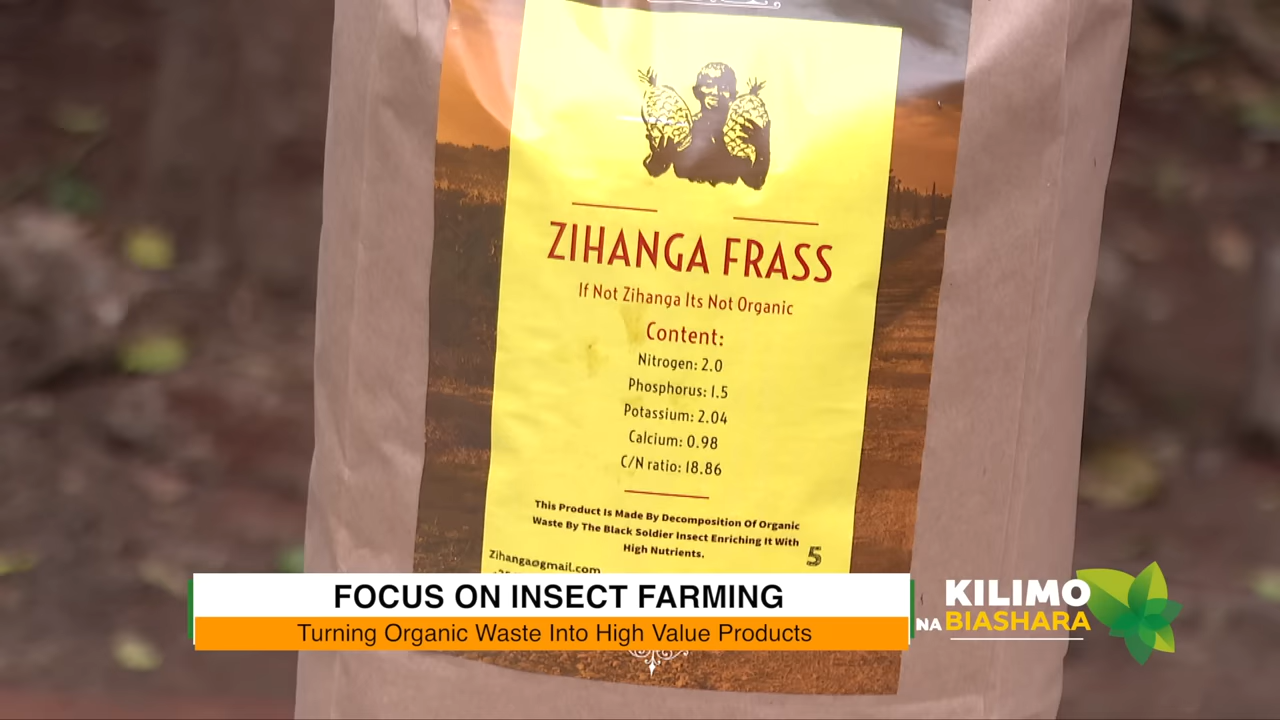 ZIHANGA FRASS
If Not Zihanga Its Not Organic
Content:
Nitrogen: 2.0
Phosphorus: 1.5
Potassium: 2.04
Calcium: 0.98
C/N ratio: 18.86
This Product Is Made By Decomposition Of Organic
Waste By The Black Soldier Insect Enriching It With
High Nutrients.
5
Zihanga@gmail.com
FOCUS ON INSECT FARMING
Turning Organic Waste Into High Value Products
KILIMO
NA BIASHARA